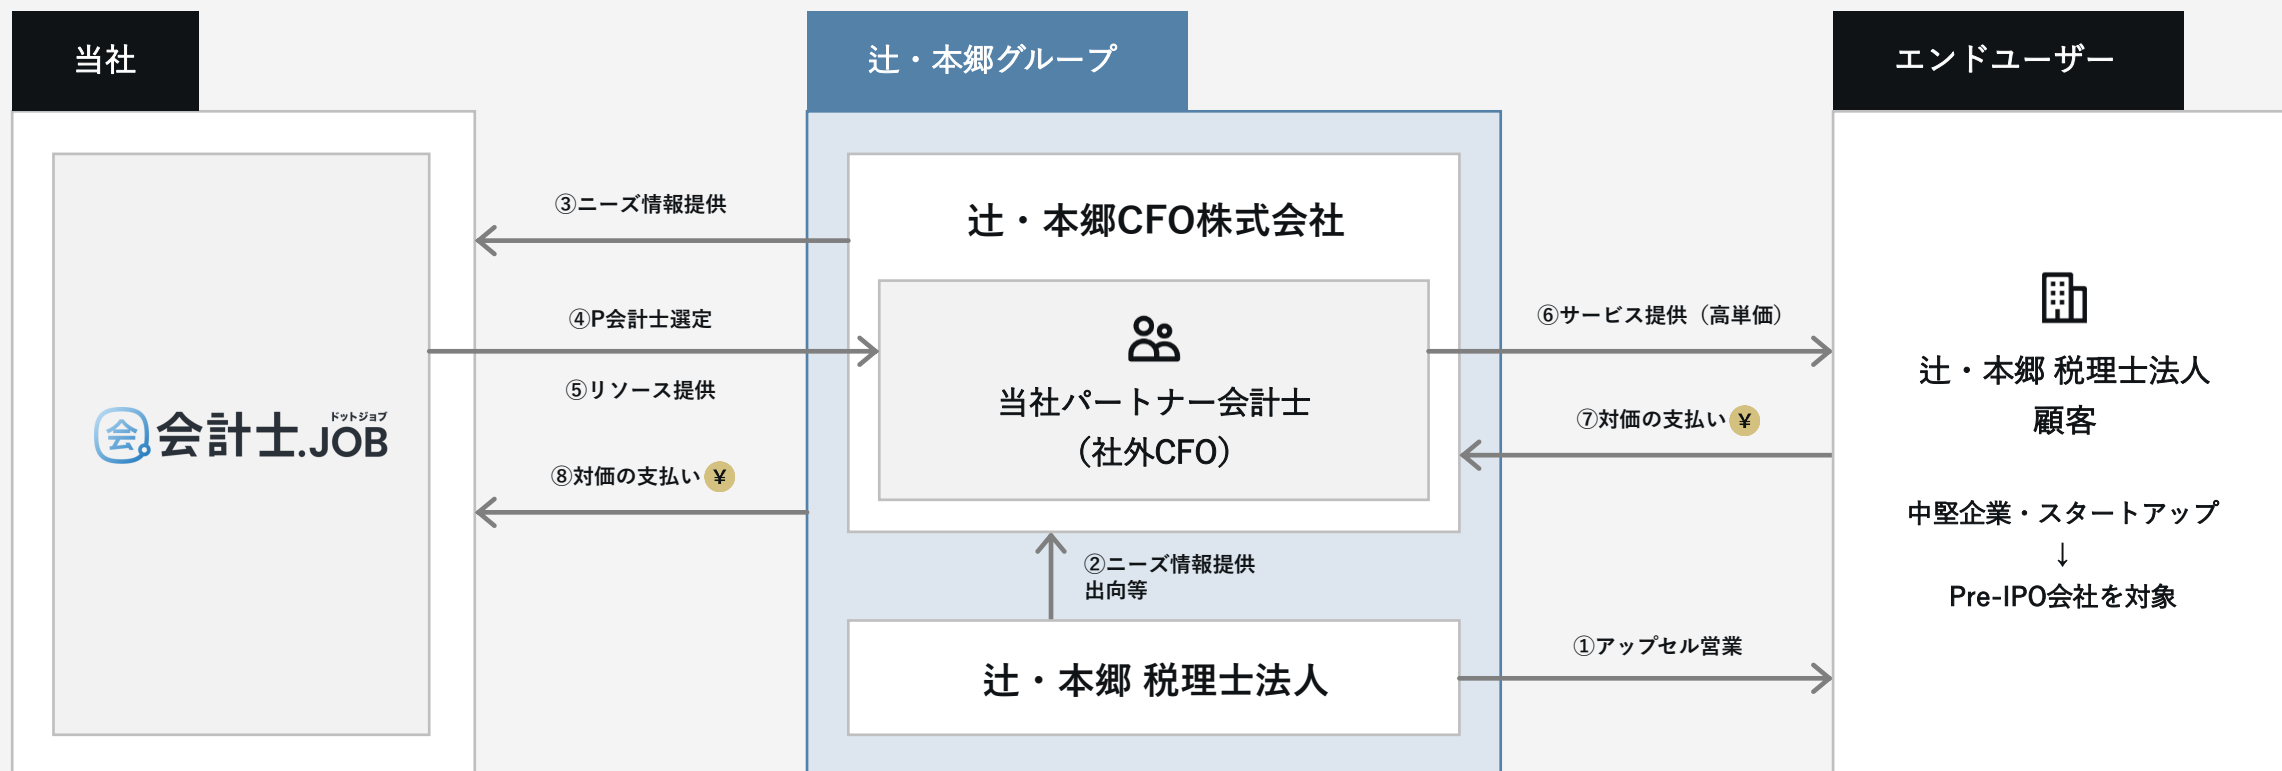 当社
辻・本郷グループ
エンドユーザー
③ニーズ情報提供
④P会計士選定
⑤リソース提供
⑧対価の支払い ¥
会 会計士.JOB
ドットジョブ
辻・本郷CFO株式会社
当社パートナー会計士
（社外CFO）
②ニーズ情報提供
出向等
辻・本郷 税理士法人
⑥サービス提供（高単価）
⑦対価の支払い ¥
①アップセル営業
辻・本郷 税理士法人
顧客
中堅企業・スタートアップ
↓
Pre-IPO会社を対象